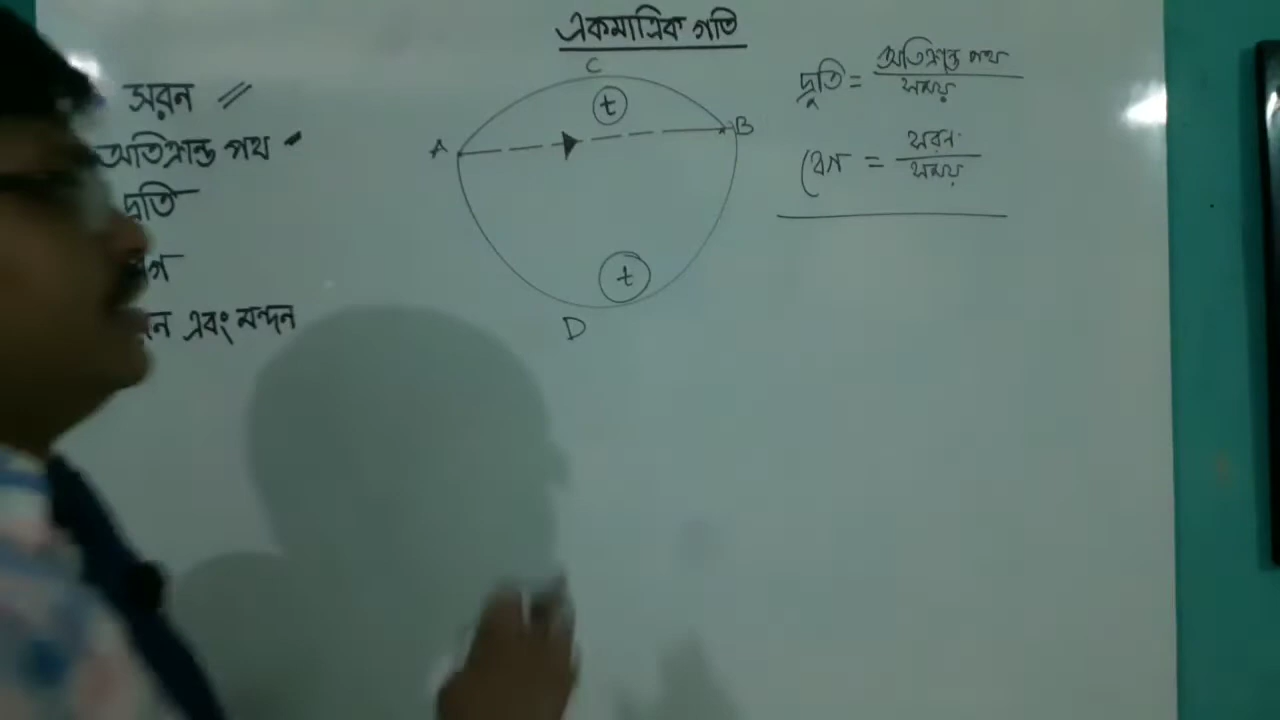 একমাত্রিক গতি
সরন
অতিক্রান্ত পথ
দ্রুতি
এবং মন্দন
C
t
A
B
t
D
দ্রুতি = অতিক্রান্ত পথ / সময়
বেগ = সরন / সময়